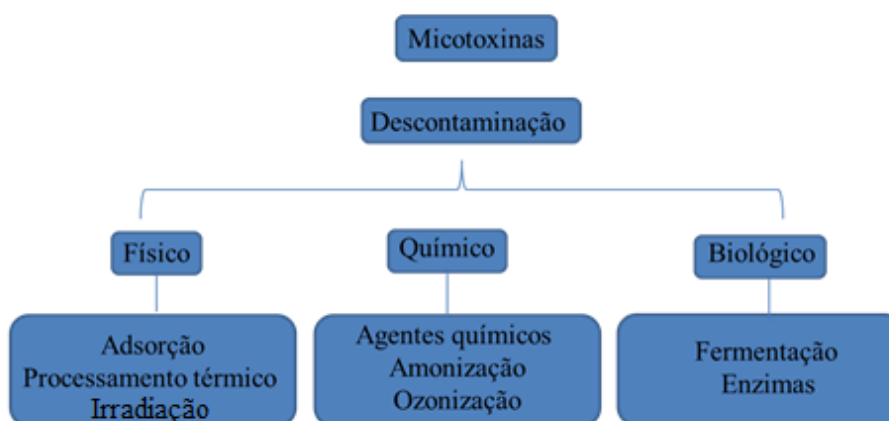 Micotoxinas
Descontaminação
Físico
Químico
Biológico
Adsorção
Processamento térmico
Irradiação
Agentes químicos
Amonização
Ozonização
Fermentação
Enzimas